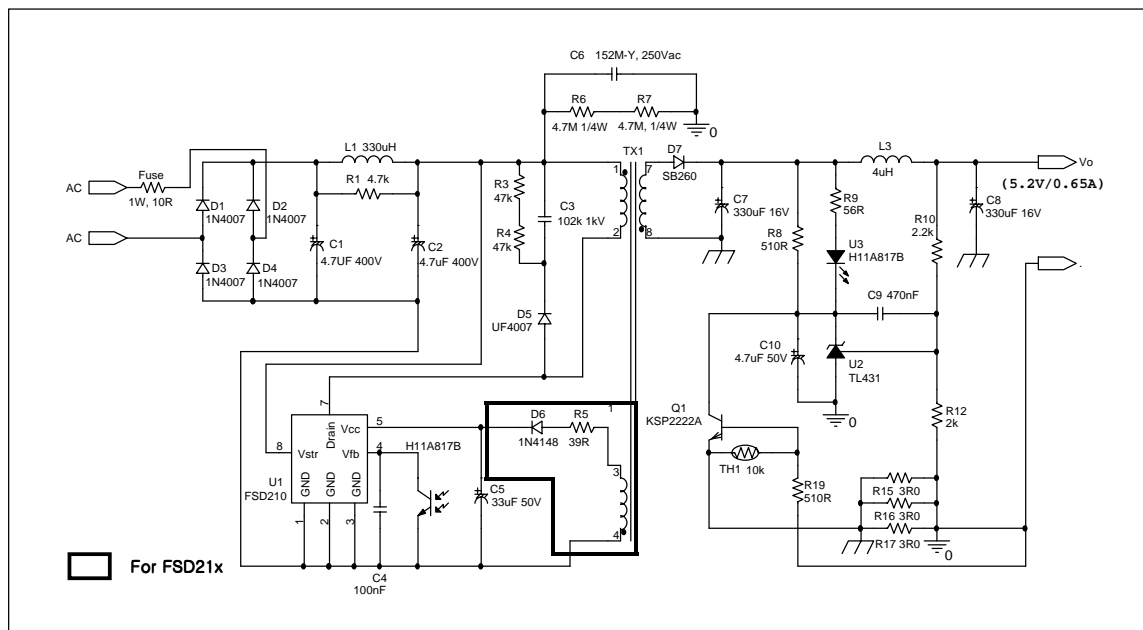 C6 152M-Y, 250Vac
R6 R7
4.7M 1/4W 4.7M, 1/4W
0
L1 330uH
TX1
D7
SB260
L3
4uH
Vo
(5.2V/0.65A)
AC
Fuse
1W, 10R
R1 4.7k
1
7
R3
47k
C3
102k 1kV
R4
47k
D1
1N4007
D2
1N4007
AC
C1
4.7UF 400V
C2
4.7uF 400V
2
8
C7
330uF 16V
R8
510R
R9
56R
R10
2.2k
C8
330uF 16V
U3
H11A817B
D3
1N4007
D4
1N4007
D5
UF4007
C9 470nF
.
C10
4.7uF 50V
U2
TL431
0
7
1
D6
1N4148
R5
39R
Q1
KSP2222A
R12
2k
Drain
Vcc
5
8
Vstr
Vfb
4
H11A817B
U1
FSD210
GND
GND
GND
3
TH1 10k
R19
510R
C5
33uF 50V
R15 3R0
R16 3R0
R17 3R0
0
1
2
3
4
C4
100nF
For FSD21x